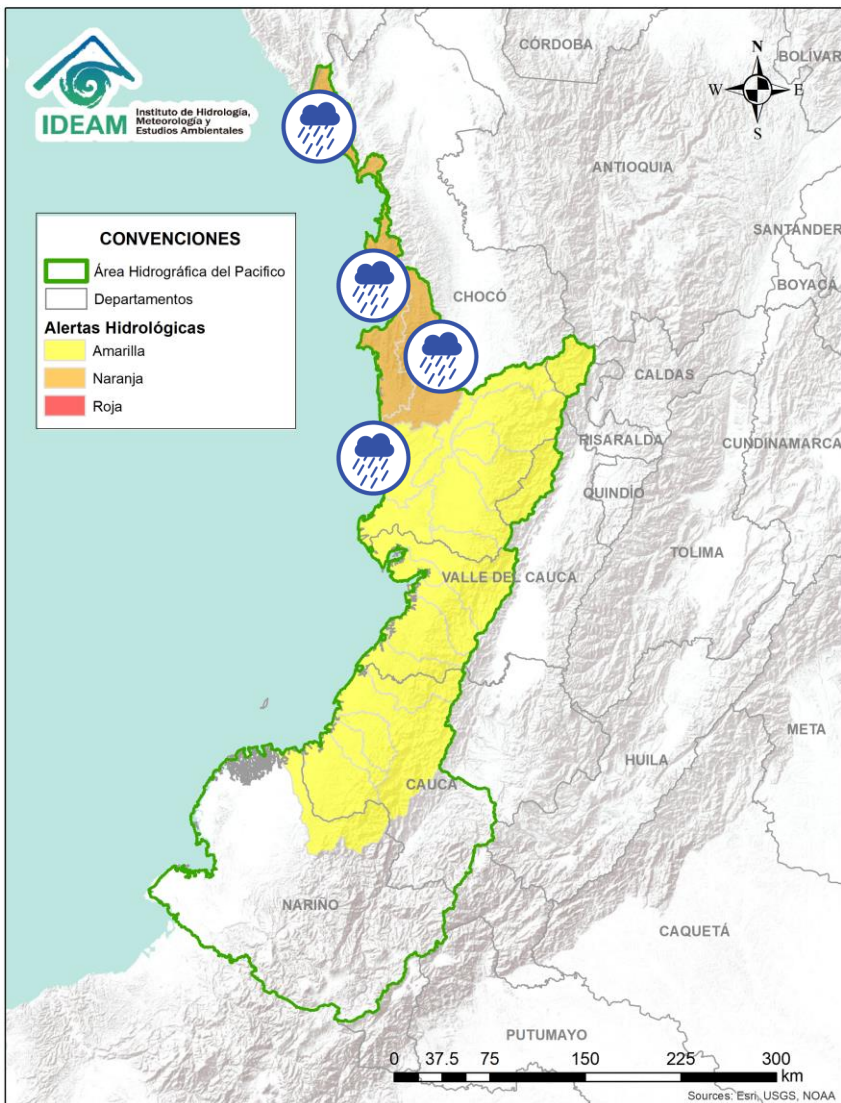 IDEAM
Instituto de Hidrología,
Meteorología y
Estudios Ambientales
CÓRDOBA
BOLÍVAR
N
W
E
S
ANTIOQUIA
SANTANDER
BOYACÁ
CONVENCIONES
Área Hidrográfica del Pacifico
Departamentos
Alertas Hidrológicas
Amarilla
Naranja
Roja
CHOCÓ
CALDAS
RISARALDA
CUNDINAMARCA
QUINDÍO
TOLIMA
VALLE DEL CAUCA
META
HUILA
CAUCA
NARIÑO
CAQUETÁ
PUTUMAYO
0 37.5 75 150 225 300
km
Sources: Esri, USGS, NOAA